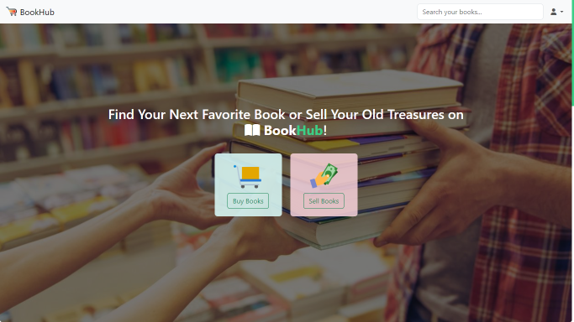 BookHub
Search your books...
Find Your Next Favorite Book or Sell Your Old Treasures on
BookHub!
Buy Books
Sell Books